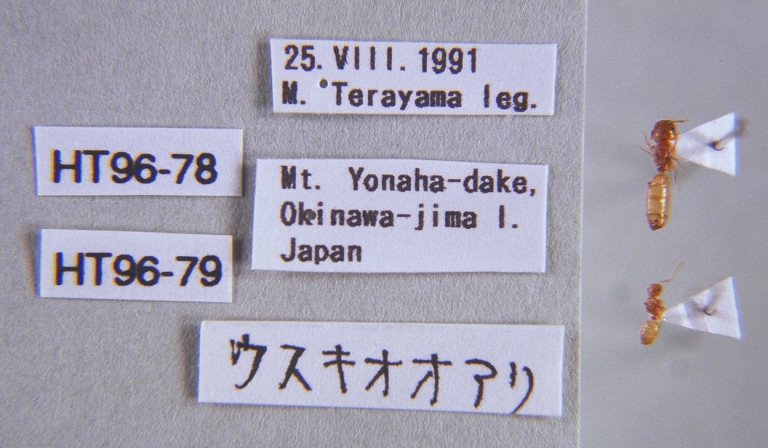 25. VIII. 1991
M. Terayama leg.
HT96-78
Mt. Yonaha-dake,
Okinawa-jima I.
Japan
HT96-79
ウスキオオアリ